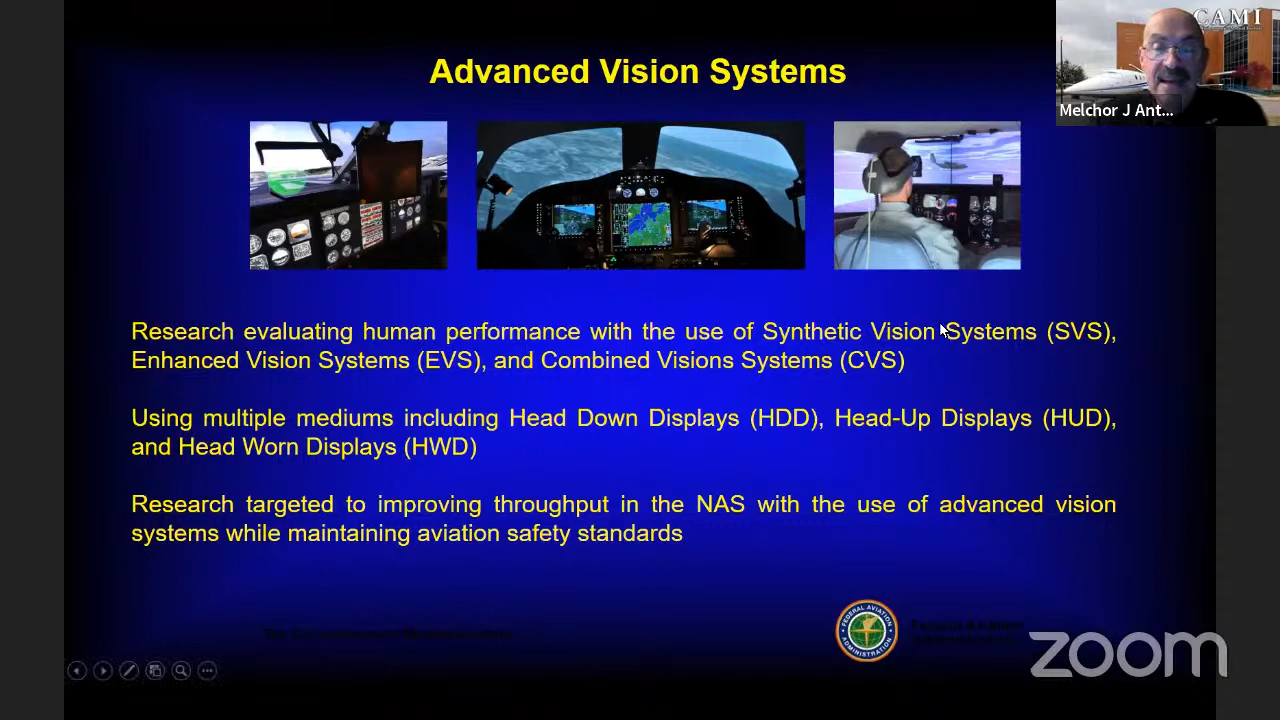 Advanced Vision Systems
CAMI
Melchor J Ant...
Research evaluating human performance with the use of Synthetic Vision Systems (SVS),
Enhanced Vision Systems (EVS), and Combined Visions Systems (CVS)
Using multiple mediums including Head Down Displays (HDD), Head-Up Displays (HUD),
and Head Worn Displays (HWD)
Research targeted to improving throughput in the NAS with the use of advanced vision
systems while maintaining aviation safety standards
FEDERAL AVIATION
ADMINISTRATION
Federal Aviation
Administration
zoom